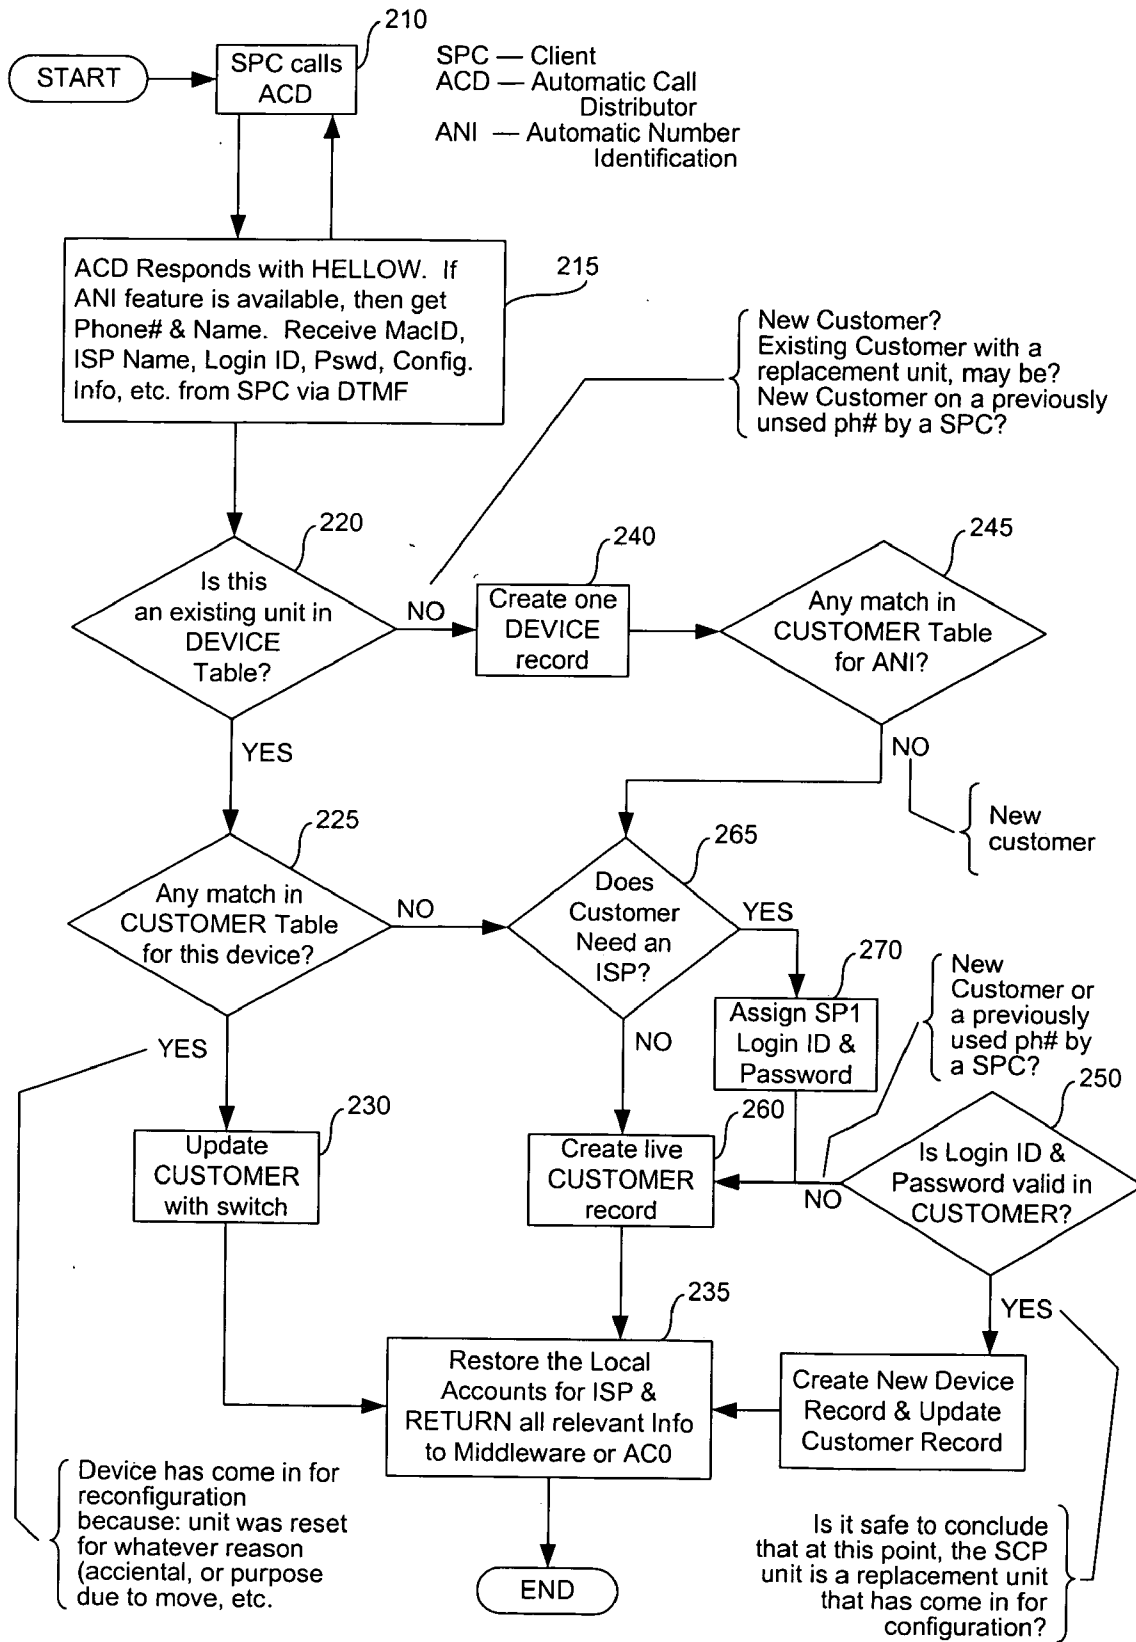 210
START
SPC calls
ACD
SPC — Client
ACD — Automatic Call
Distributor
ANI — Automatic Number
Identification
ACD Responds with HELLOW. If
ANI feature is available, then get
Phone# & Name. Receive MacID,
ISP Name, Login ID, Pswd, Config.
Info, etc. from SPC via DTMF
215
New Customer?
Existing Customer with a
replacement unit, may be?
New Customer on a previously
unsed ph# by a SPC?
220
Is this
an existing unit in
DEVICE
Table?
NO
YES
240
Create one
DEVICE
record
245
Any match in
CUSTOMER Table
for ANI?
NO
New
customer
225
Any match in
CUSTOMER Table
for this device?
NO
YES
265
Does
Customer
Need an
ISP?
YES
NO
270
Assign SP1
Login ID &
Password
New
Customer or
a previously
used ph# by
a SPC?
250
Is Login ID &
Password valid in
CUSTOMER?
NO
YES
230
Update
CUSTOMER
with switch
260
Create live
CUSTOMER
record
235
Restore the Local
Accounts for ISP &
RETURN all relevant Info
to Middleware or AC0
Create New Device
Record & Update
Customer Record
Device has come in for
reconfiguration
because: unit was reset
for whatever reason
(acciental, or purpose
due to move, etc.
END
Is it safe to conclude
that at this point, the SCP
unit is a replacement unit
that has come in for
configuration?